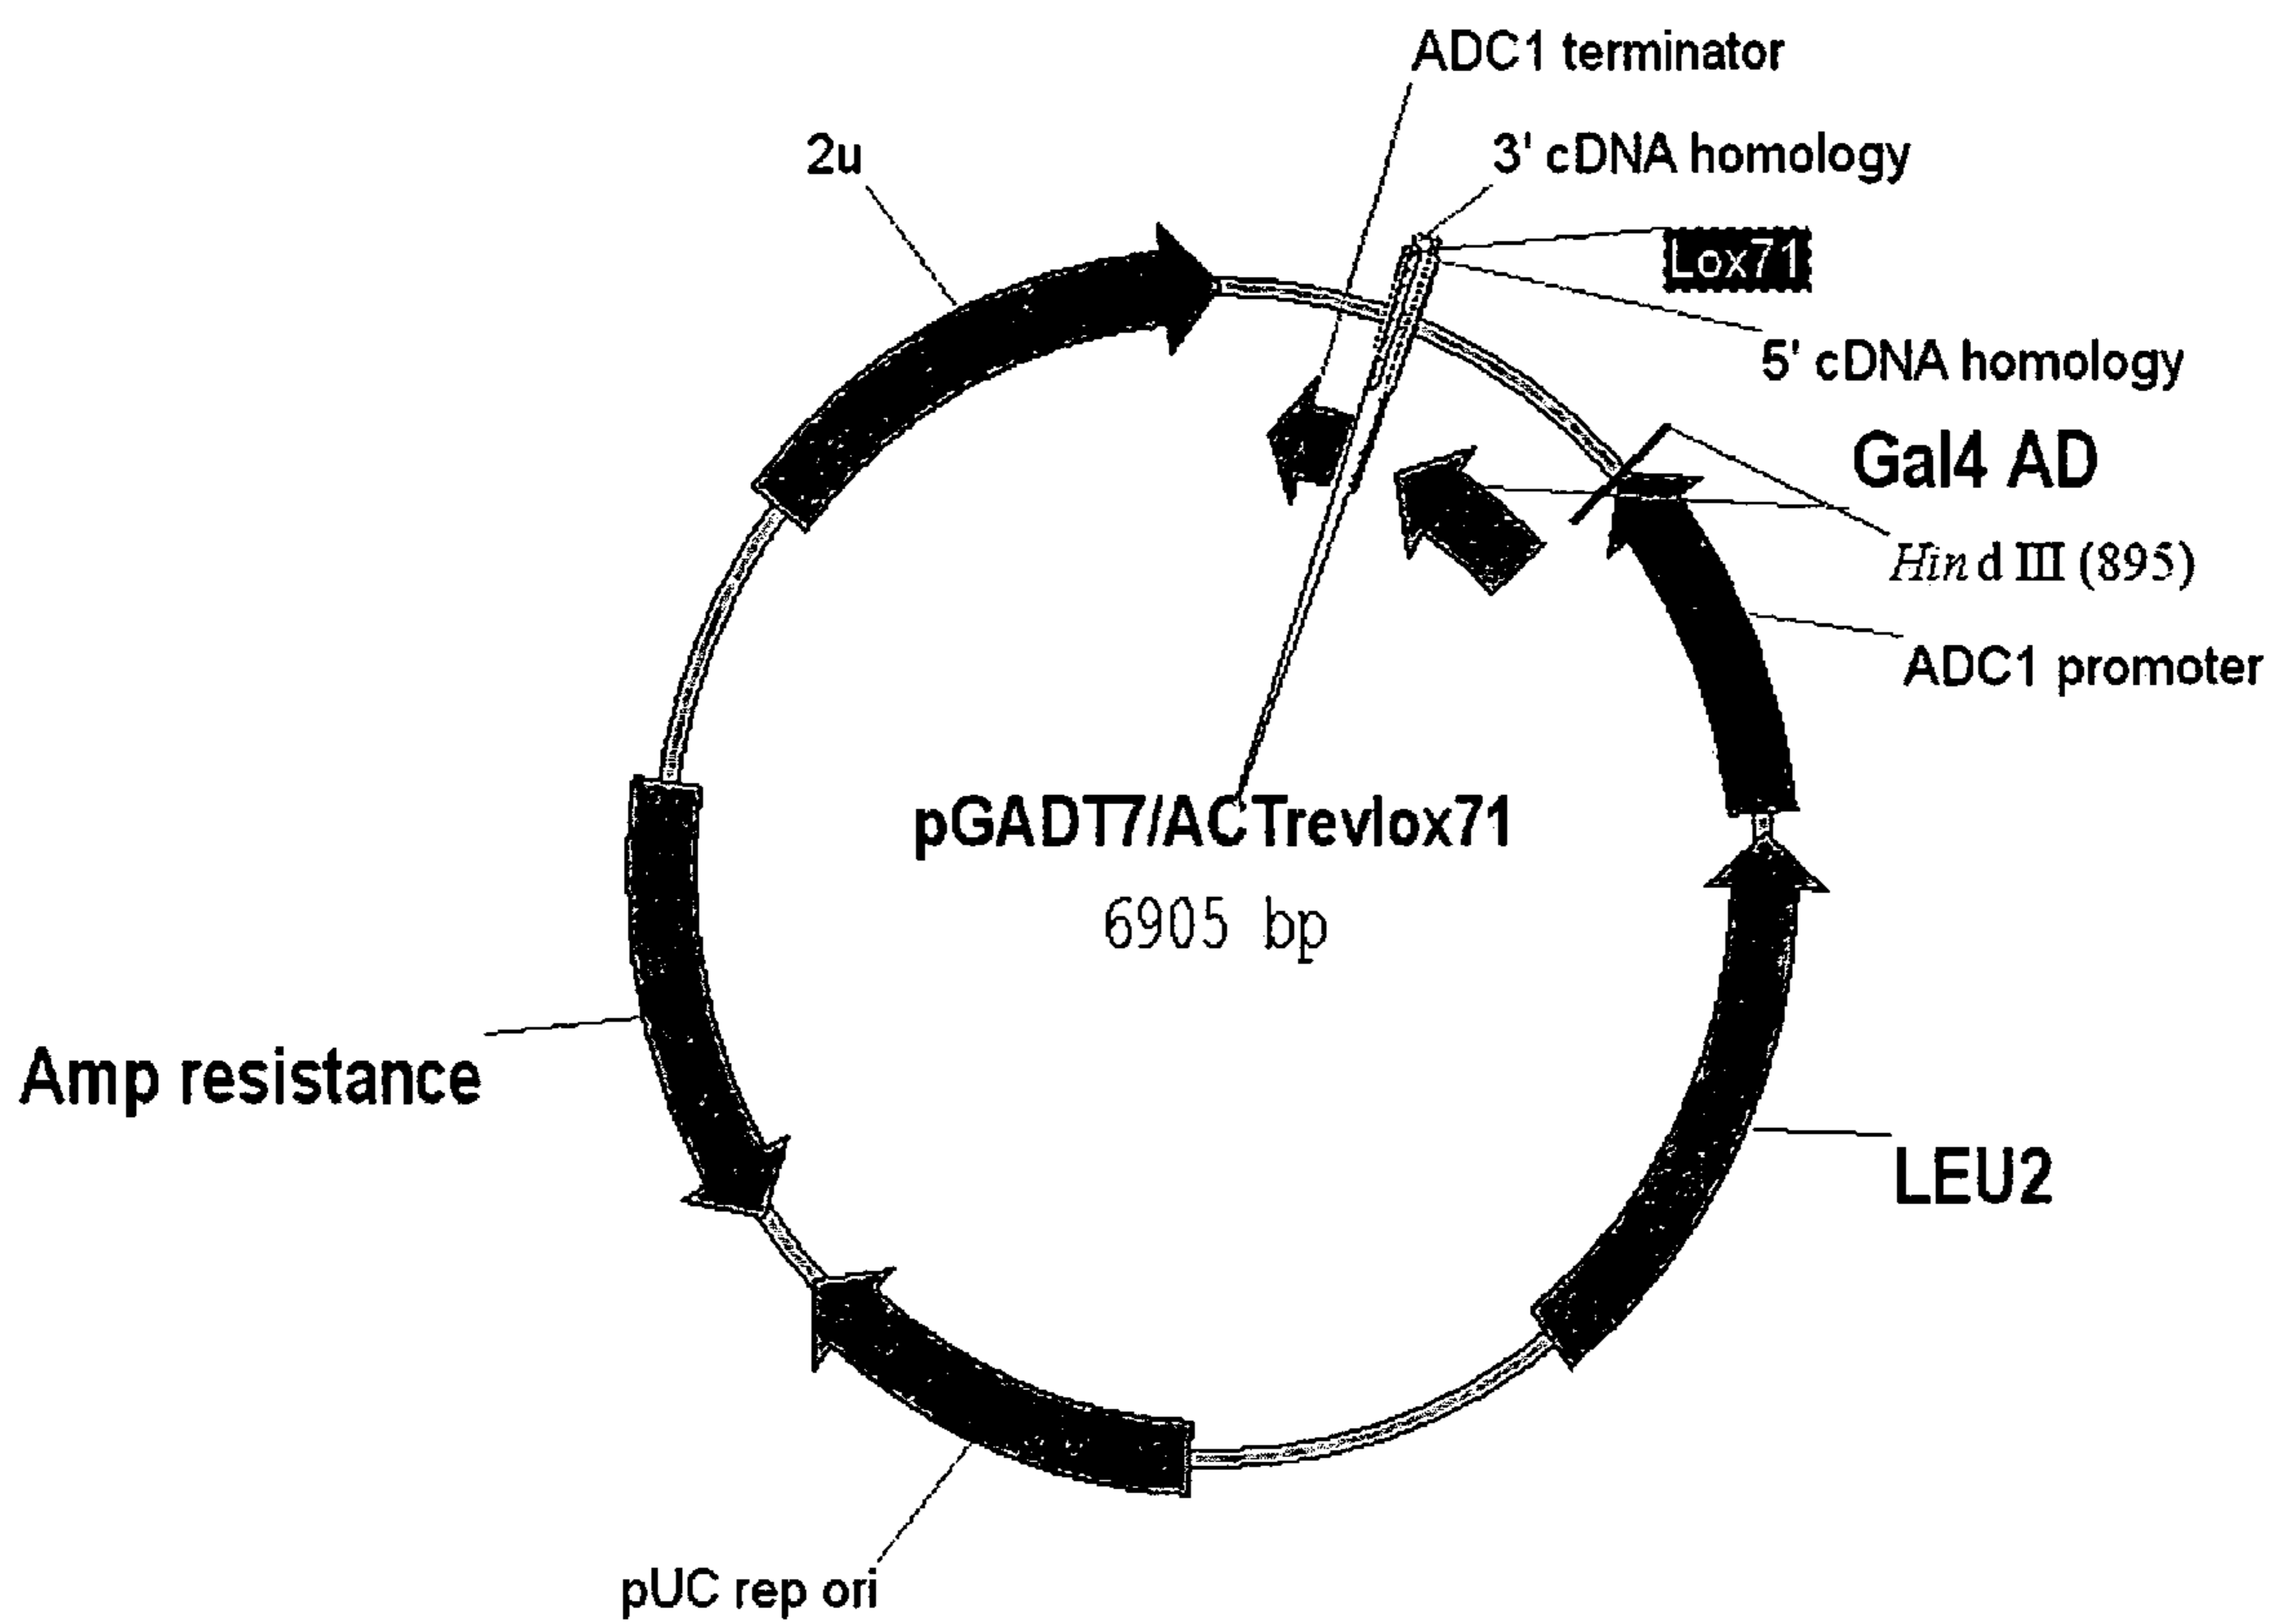 ADC1 terminator
2u
3' cDNA homology
Lox71
5' cDNA homology
Gal4 AD
Hin d III (895)
ADC1 promoter
pGADT7/ACTrevlox71
6905 bp
Amp resistance
LEU2
pUC rep ori